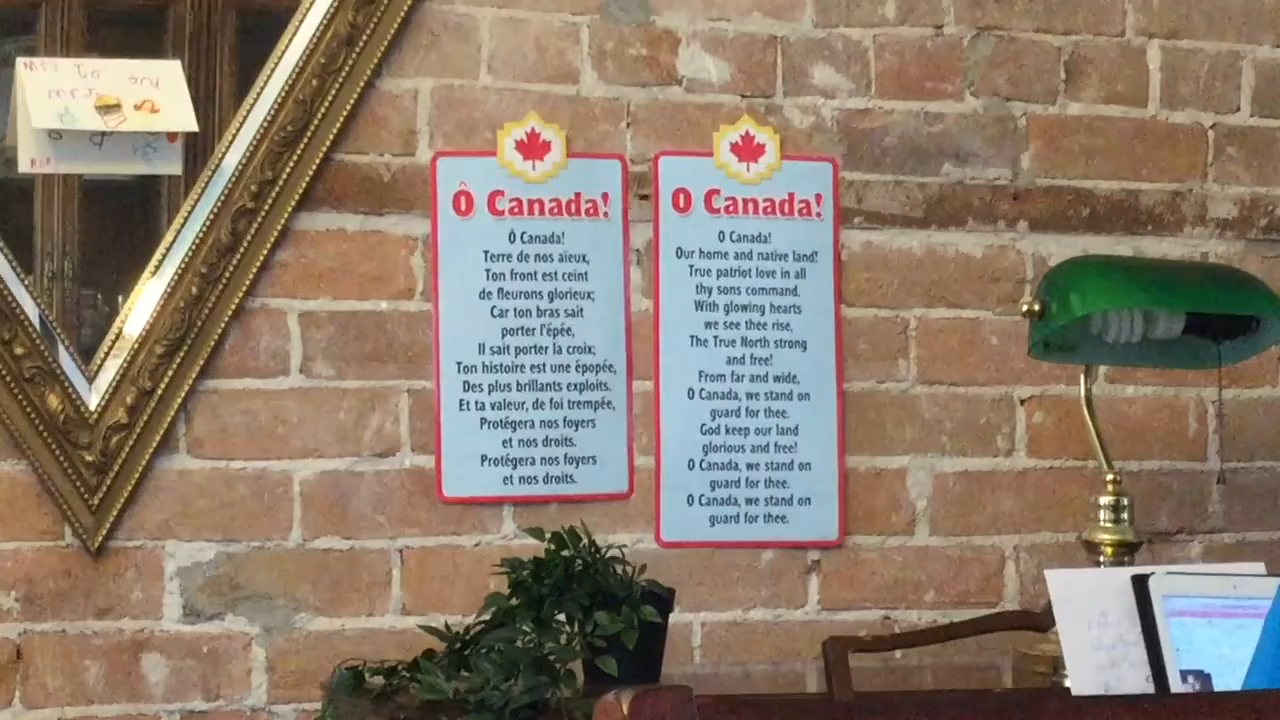 Mrs
and
Ô Canada!
Ô Canada!
Terre de nos aïeux,
Ton front est ceint
de fleurons glorieux;
Car ton bras sait
porter l'épée,
Il sait porter la croix;
Ton histoire est une épopée,
Des plus brillants exploits.
Et ta valeur, de foi trempée,
Protégera nos foyers
et nos droits.
Protégera nos foyers
et nos droits.
O Canada!
O Canada!
Our home and native land!
True patriot love in all
thy sons command.
With glowing hearts
we see thee rise,
The True North strong
and free!
From far and wide,
O Canada, we stand on
guard for thee.
God keep our land
glorious and free!
O Canada, we stand on
guard for thee.
O Canada, we stand on
guard for thee.